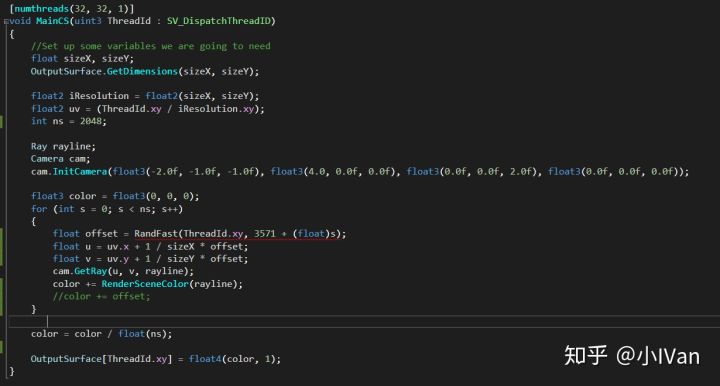 [numthreads(32, 32, 1)]
void MainCS(uint3 ThreadId : SV_DispatchThreadID)
{
//Set up some variables we are going to need
float sizeX, sizeY;
OutputSurface.GetDimensions(sizeX, sizeY);
float2 iResolution = float2(sizeX, sizeY);
float2 uv = (ThreadId.xy / iResolution.xy);
int ns = 2048;
Ray rayline;
Camera cam;
cam.InitCamera(float3(-2.0f, -1.0f, -1.0f), float3(4.0, 0.0f, 0.0f), float3(0.0f, 0.0f, 2.0f), float3(0.0f, 0.0f, 0.0f));
float3 color = float3(0, 0, 0);
for (int s = 0; s < ns; s++)
{
float offset = RandFast(ThreadId.xy, 3571 + (float)s);
float u = uv.x + 1 / sizeX * offset;
float v = uv.y + 1 / sizeY * offset;
cam.GetRay(u, v, rayline);
color += RenderSceneColor(rayline);
//color += offset;
}
color = color / float(ns);
OutputSurface[ThreadId.xy] = float4(color, 1);
}
知乎 @小IVan